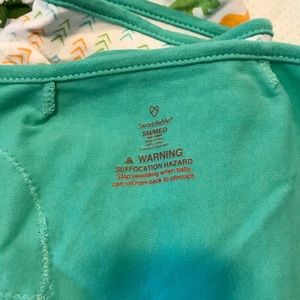 SwaddleMe®
SM/MED
WARNING
SUFFOCATION HAZARD
Stop swaddling when baby
can roll from back to stomach.